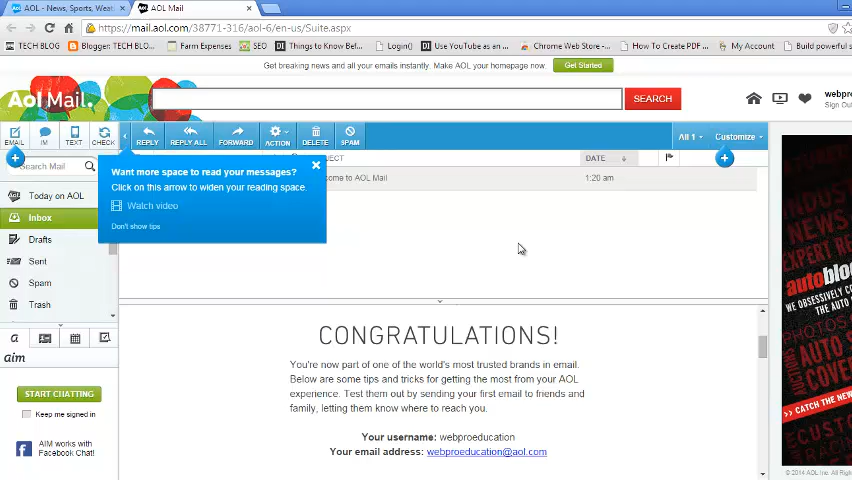 AOL - News, Sports, Weat
AOL Mail
https://mail.aol.com/38771-316/aol-6/en-us/Suite.aspx
TECH BLOG
Blogger: TECH BLO...
Farm Expenses
SEO
Things to Know Bef...
Login()
Use YouTube as an ...
Chrome Web Store -...
How To Create PDF ...
My Account
Build powerful s
Get breaking news and all your emails instantly. Make AOL your homepage now.
Get Started
Aol Mail.
SEARCH
webpro
Sign Out
EMAIL
IM
TEXT
CHECK
REPLY
REPLY ALL
FORWARD
ACTION
DELETE
SPAM
All 1
Customize
Search Mail
JECT
DATE
Want more space to read your messages?
Click on this arrow to widen your reading space.
Watch video
Don't show tips
come to AOL Mail
1:20 am
Today on AOL
Inbox
Drafts
Sent
Spam
Trash
a
aim
START CHATTING
Keep me signed in
AIM works with
Facebook Chat!
CONGRATULATIONS!
You're now part of one of the world's most trusted brands in email.
Below are some tips and tricks for getting the most from your AOL
experience. Test them out by sending your first email to friends and
family, letting them know where to reach you.
Your username: webproeducation
Your email address: webproeducation@aol.com
autoblo
WE OBSESSIVELY C
THE AUTO
>> CATCH THE NEW
© 2014 AOL Inc. All